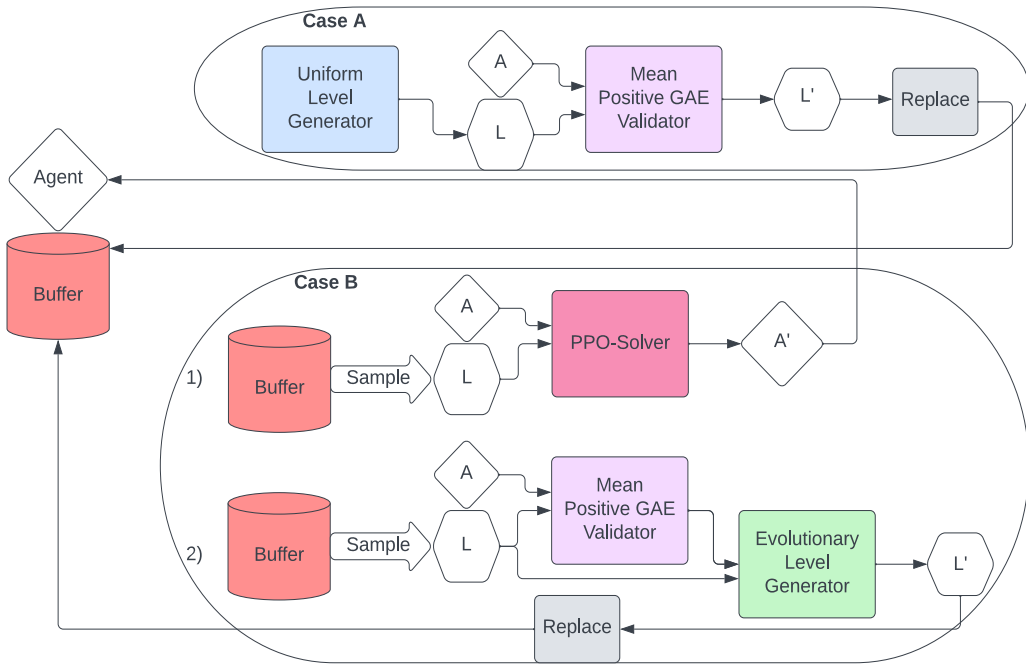 Case A
Uniform
Level
Generator
A
L
Mean
Positive GAE
Validator
L'
Replace
Agent
Buffer
Case B
1)
Buffer
Sample
A
L
PPO-Solver
A'
2)
Buffer
Sample
A
L
Mean
Positive GAE
Validator
Evolutionary
Level
Generator
L'
Replace